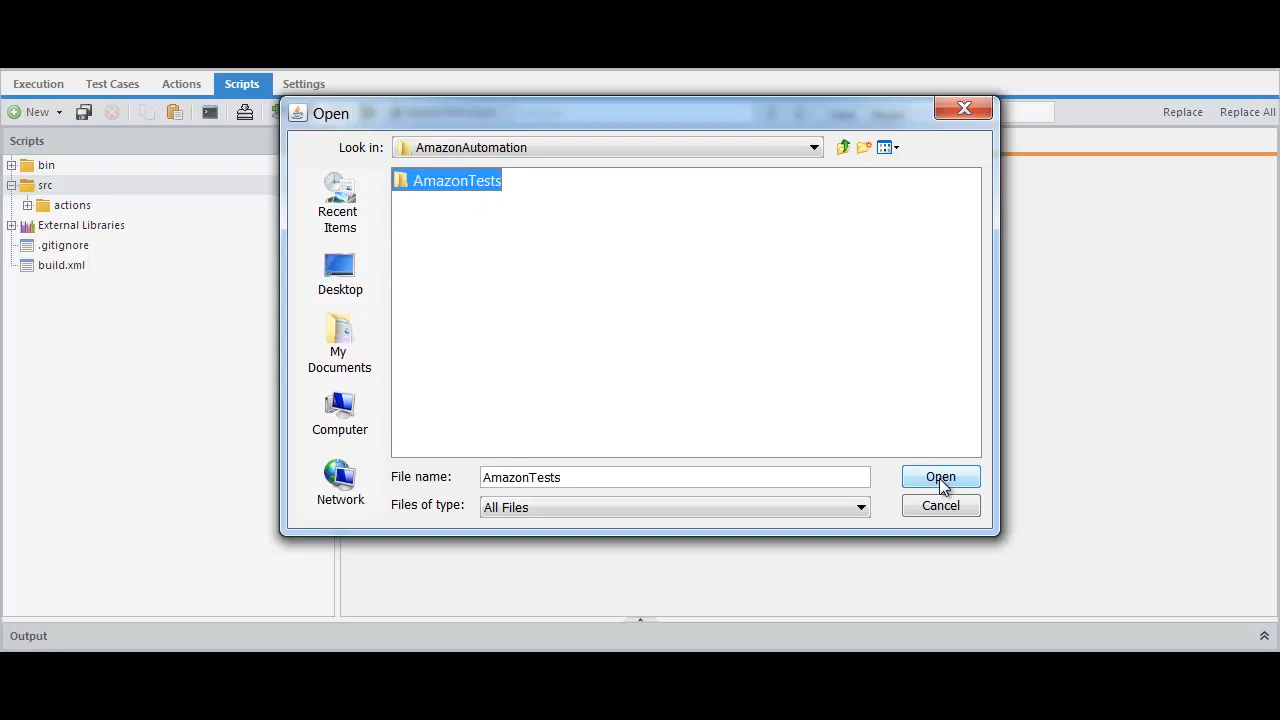 Execution Test Cases Actions Scripts Settings
New
Replace Replace All
Open
Scripts
bin
src
actions
External Libraries
.gitignore
build.xml
Look in: AmazonAutomation
AmazonTests
Recent
Items
Desktop
My
Documents
Computer
Network
File name: AmazonTests
Open
Files of type: All Files
Cancel
Output